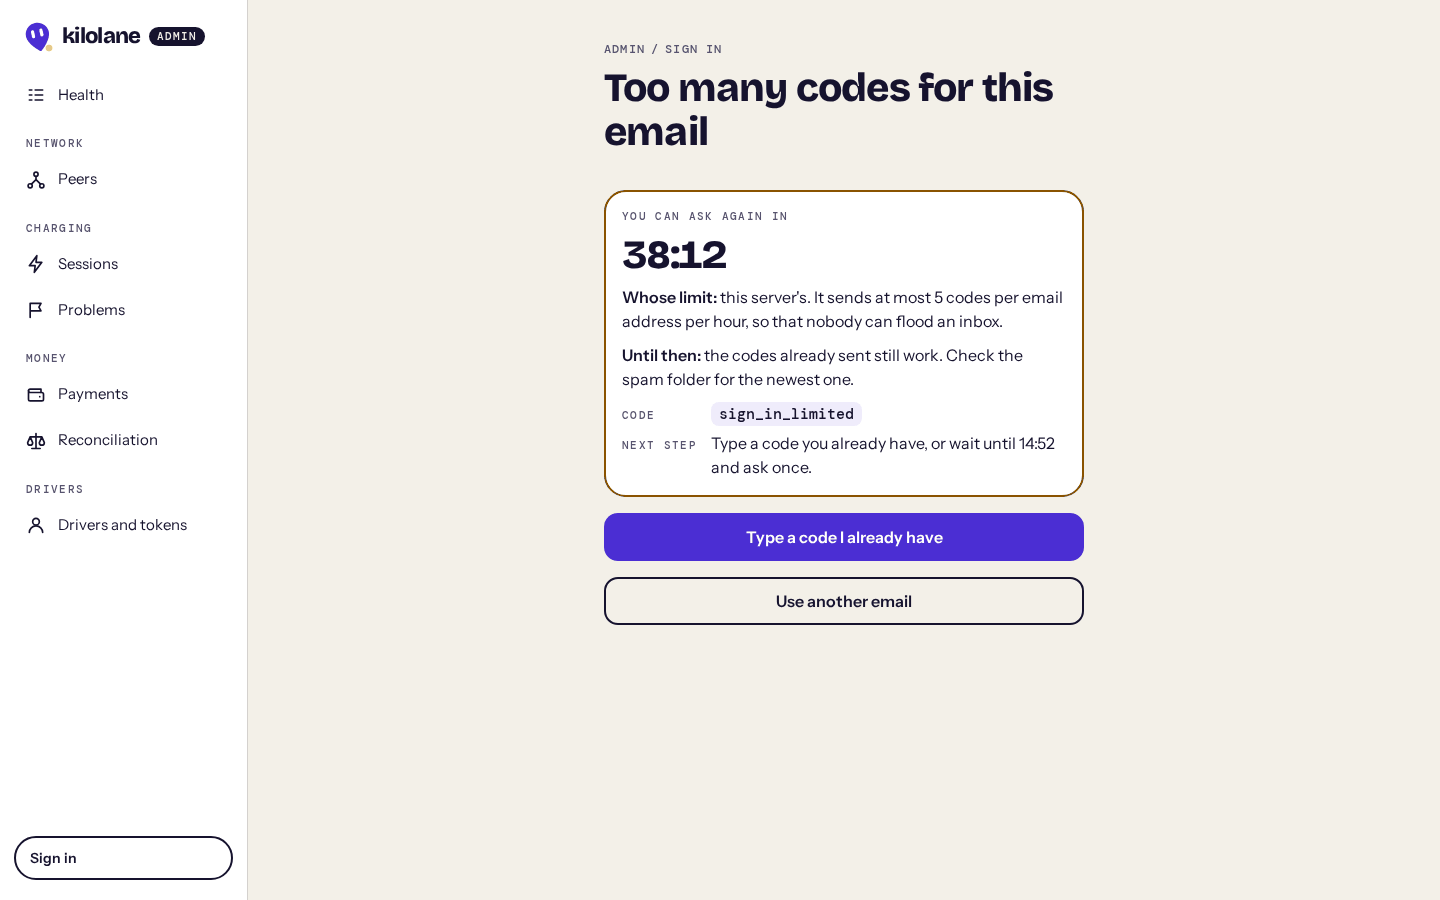 kilolane ADMIN
Health
NETWORK
Peers
CHARGING
Sessions
Problems
MONEY
Payments
Reconciliation
DRIVERS
Drivers and tokens
Sign in
ADMIN / SIGN IN
Too many codes for this
email
YOU CAN ASK AGAIN IN
38:12
Whose limit: this server's. It sends at most 5 codes per email
address per hour, so that nobody can flood an inbox.
Until then: the codes already sent still work. Check the
spam folder for the newest one.
CODE sign_in_limited
NEXT STEP Type a code you already have, or wait until 14:52
and ask once.
Type a code I already have
Use another email